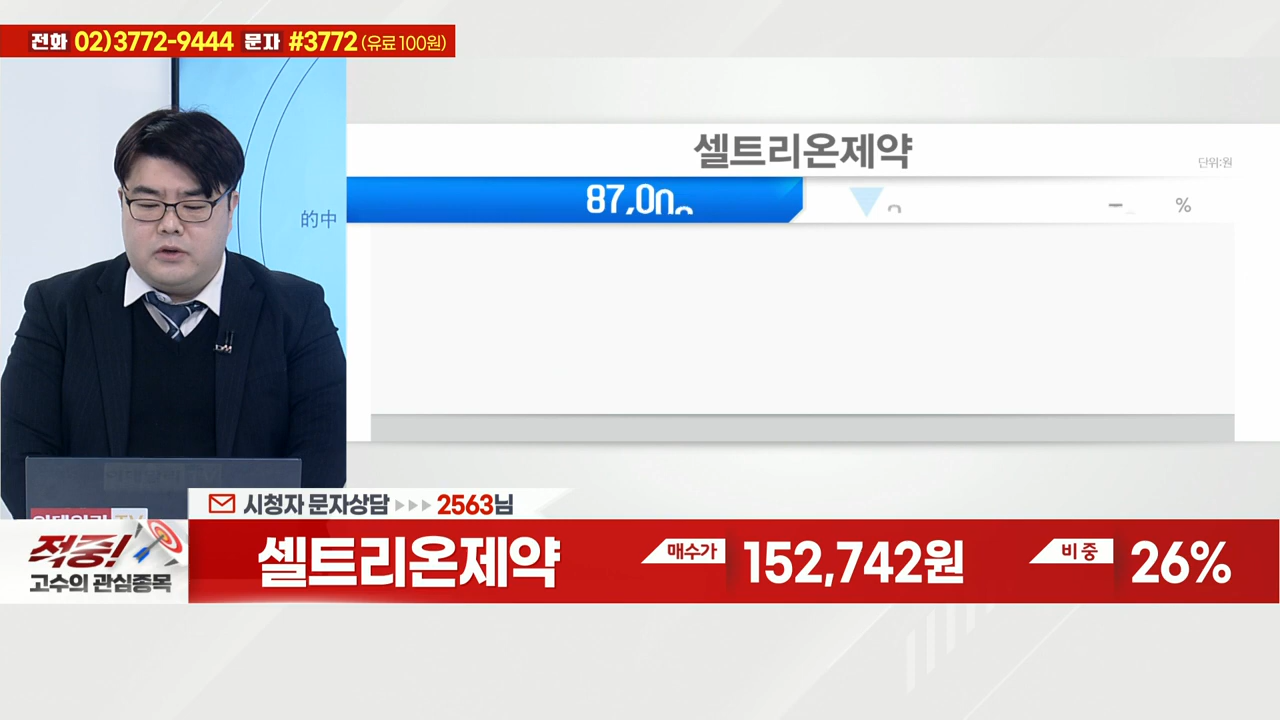 전화 02)3772-9444 문자 #3772 (유료 100원)
的中
셀트리온제약
단위:원
87,00
%
시청자 문자상담 ▷▷▷ 2563님
적중!
고수의 관심종목
셀트리온제약 매수가 152,742원 비중 26%